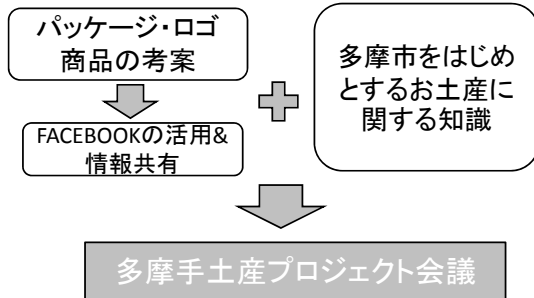 パッケージ・ロゴ
商品の考案
FACEBOOKの活用&
情報共有
多摩市をはじめ
とするお土産に
関する知識
多摩手土産プロジェクト会議